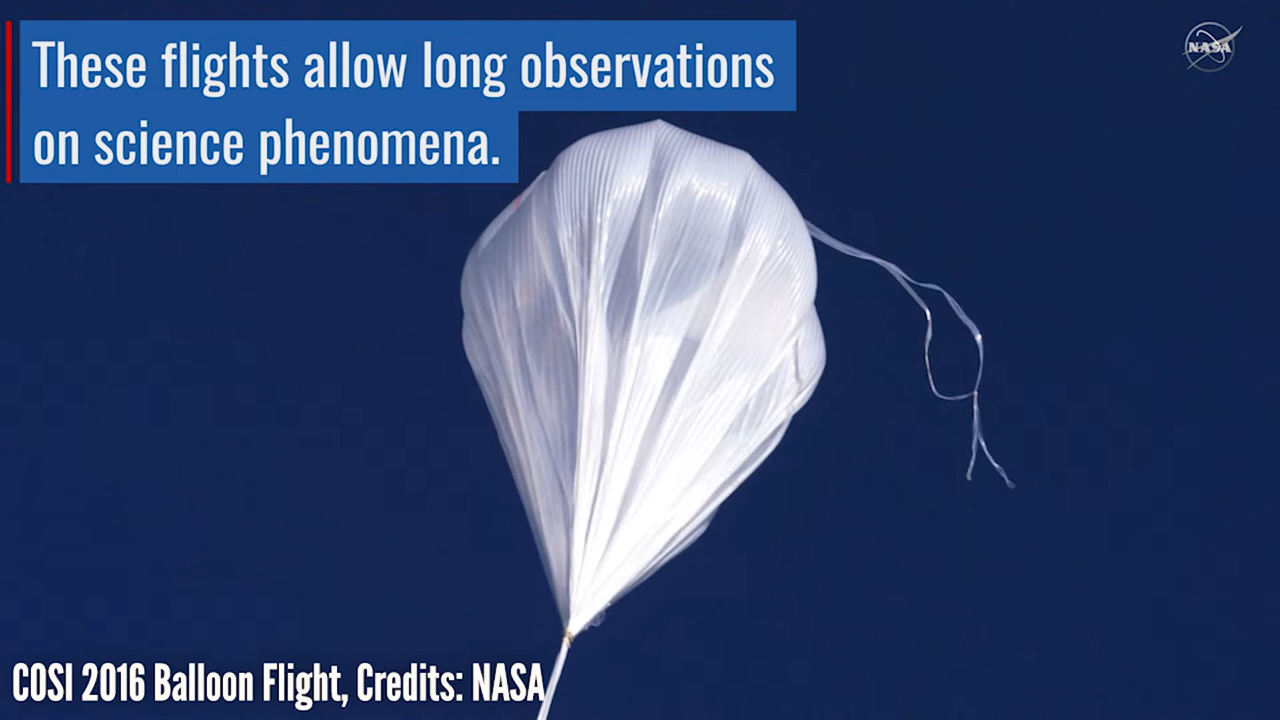 These flights allow long observations
on science phenomena.
NASA
COSI 2016 Balloon Flight, Credits: NASA